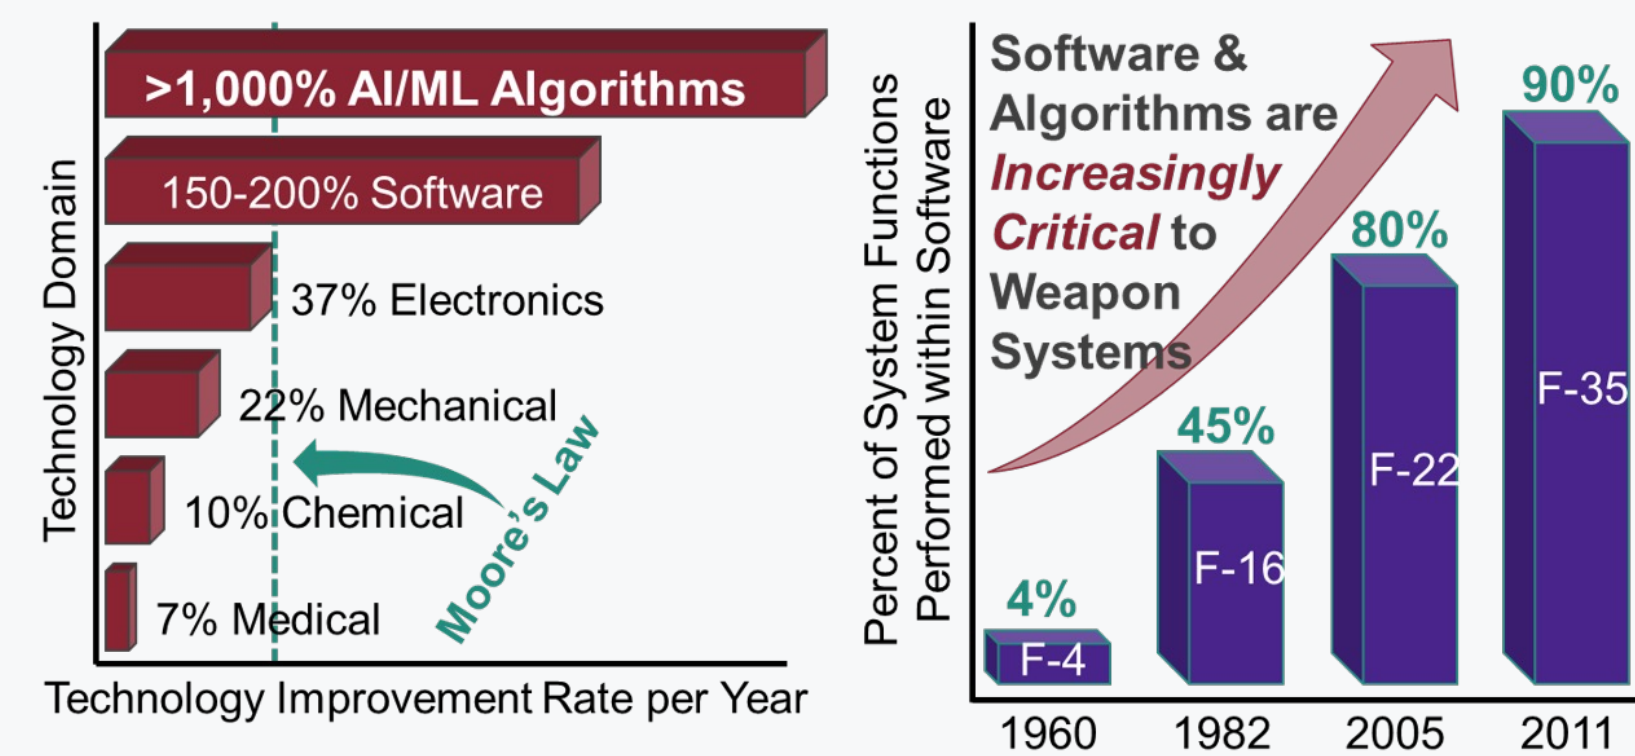 Technology Domain
>1,000% AI/ML Algorithms
150-200% Software
37% Electronics
22% Mechanical
10% Chemical
7% Medical
Moore's Law
Technology Improvement Rate per Year
Percent of System Functions
Performed within Software
Software &
Algorithms are
Increasingly
Critical to
Weapon
Systems
4%
F-4
45%
F-16
80%
F-22
90%
F-35
1960
1982
2005
2011